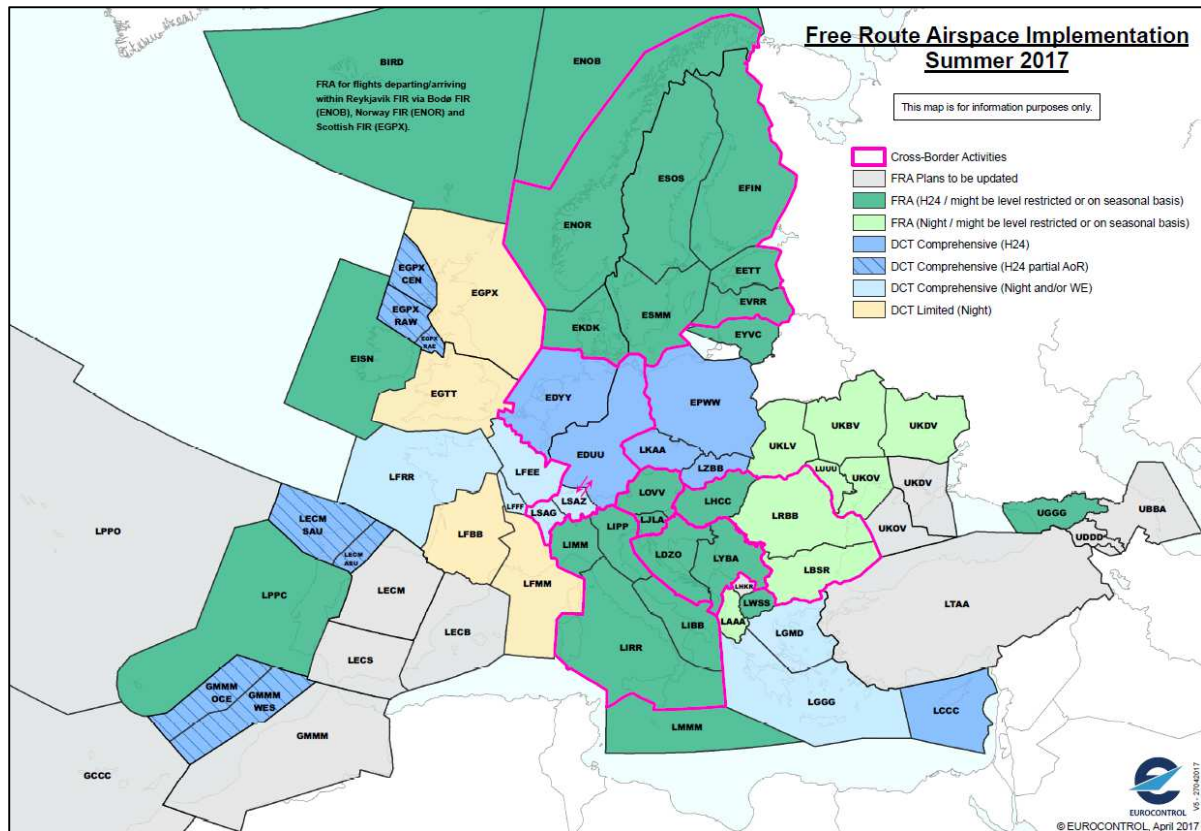 Free Route Airspace Implementation
Summer 2017
This map is for information purposes only.
Cross-Border Activities
FRA Plans to be updated
FRA (H24 / might be level restricted or on seasonal basis)
FRA (Night / might be level restricted or on seasonal basis)
DCT Comprehensive (H24)
DCT Comprehensive (H24 partial AoR)
DCT Comprehensive (Night and/or WE)
DCT Limited (Night)
BIRD
FRA for flights departing/arriving
within Reykjavik FIR via Bodø FIR
(ENOB), Norway FIR (ENOR) and
Scottish FIR (EGPX).
ENOB
ESOS
EFIN
ENOR
EGPX
CEN
EGPX
EGPX
RAW
EGPX
RAE
EETT
EVRR
ESMM
EKDK
EYVC
EISN
EGTT
EDYY
EPWW
EDUU
LKAA
LZBB
UKLV
UKBV
UKDV
LUUU
UKOV
UKDV
UKOV
LFRR
LFEE
LFFF
LSAG
LSAZ
LOVV
LHCC
LJLA
LIPP
LIMM
LDZO
LYBA
LRBB
LBSR
LHKR
LWSS
LAAA
LFBB
LFMM
LIRR
LIBB
LPPO
LECM
SAU
LECM
ASU
LPPC
LECM
LECB
LECS
GMMM
OCE
GMMM
WES
GMMM
GCCC
LMMM
LGMD
LGGG
LCCC
LTAA
UGGG
UDDD
UBBA
EUROCONTROL
V5 - 27042017
© EUROCONTROL, April 2017